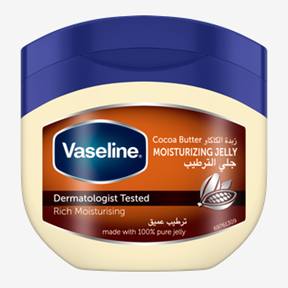 Vaseline.
Cocoa Butter زبدة الكاكاو
MOISTURIZING JELLY
جلي الترطيب
Dermatologist Tested
Rich Moisturising
ترطيب عميق
made with 100% pure jelly